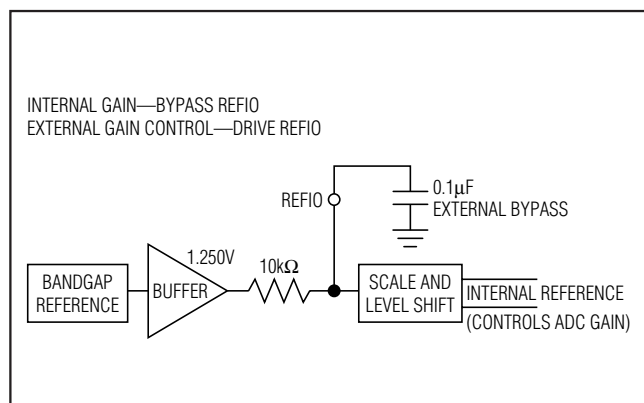 INTERNAL GAIN—BYPASS REFIO
EXTERNAL GAIN CONTROL—DRIVE REFIO
REFIO
0.1μF
EXTERNAL BYPASS
1.250V
10kΩ
BANDGAP
REFERENCE
BUFFER
SCALE AND
LEVEL SHIFT
INTERNAL REFERENCE
(CONTROLS ADC GAIN)